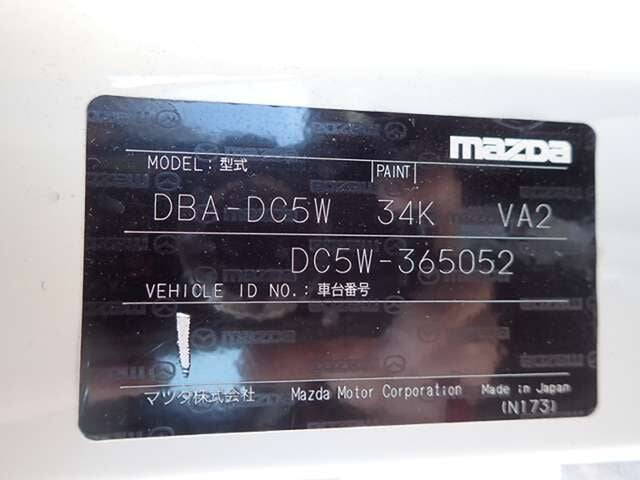 mazda
MODEL: 型式 PAINT
DBA-DC5W 34K VA2
DC5W-365052
VEHICLE ID NO.: 車台番号
マツダ株式会社 Mazda Motor Corporation Made in Japan
(N173)